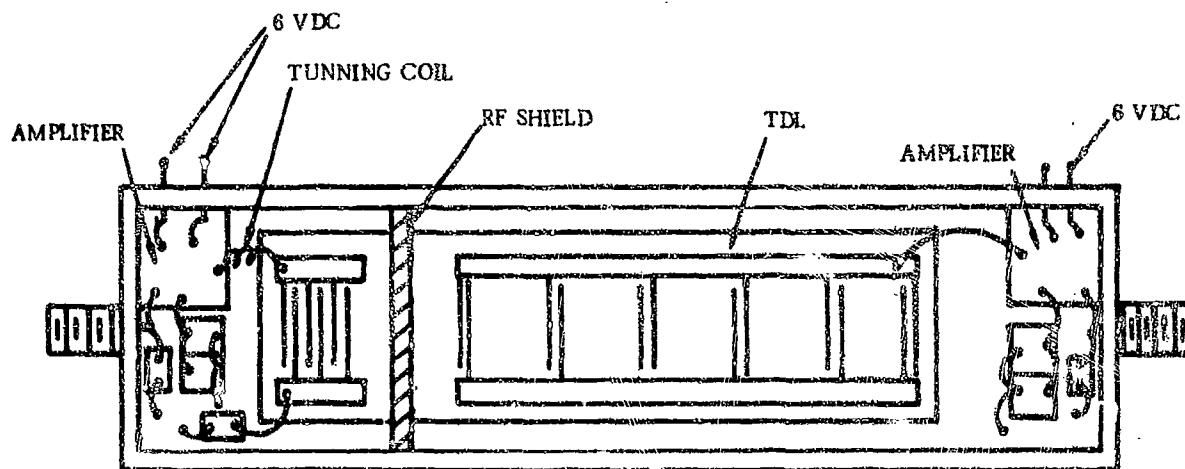 6 VDC
TUNNING COIL
AMPLIFIER
RF SHIELD
TDL
6 VDC
AMPLIFIER